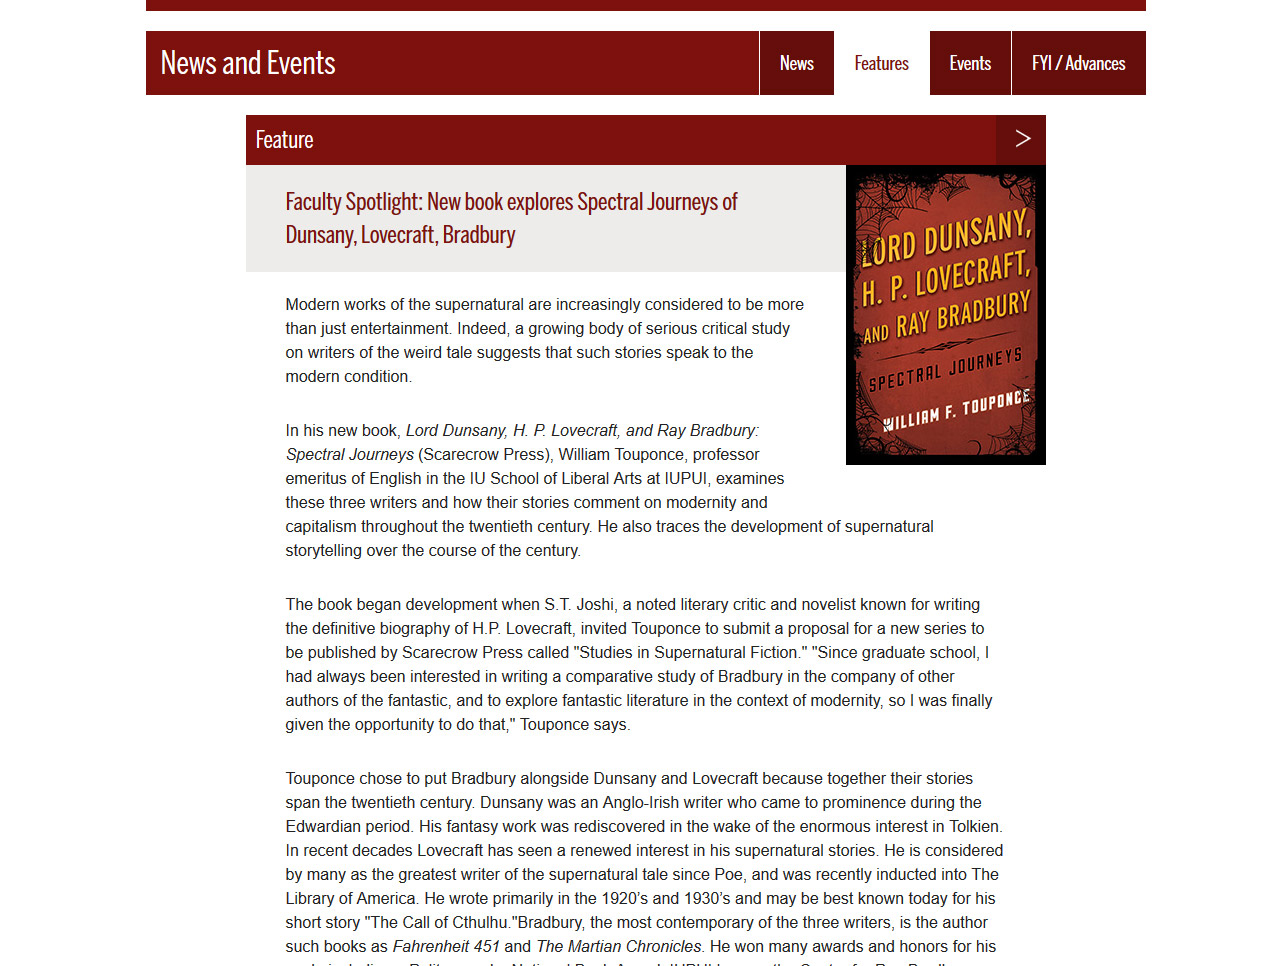 News and Events
News
Features
Events
FYI / Advances
Feature
>
Faculty Spotlight: New book explores Spectral Journeys of
Dunsany, Lovecraft, Bradbury
LORD DUNSANY,
H. P. LOVECRAFT,
AND RAY BRADBURY
SPECTRAL JOURNEYS
WILLIAM F. TOUPONCE
Modern works of the supernatural are increasingly considered to be more
than just entertainment. Indeed, a growing body of serious critical study
on writers of the weird tale suggests that such stories speak to the
modern condition.
In his new book, Lord Dunsany, H. P. Lovecraft, and Ray Bradbury:
Spectral Journeys (Scarecrow Press), William Touponce, professor
emeritus of English in the IU School of Liberal Arts at IUPUI, examines
these three writers and how their stories comment on modernity and
capitalism throughout the twentieth century. He also traces the development of supernatural
storytelling over the course of the century.
The book began development when S.T. Joshi, a noted literary critic and novelist known for writing
the definitive biography of H.P. Lovecraft, invited Touponce to submit a proposal for a new series to
be published by Scarecrow Press called "Studies in Supernatural Fiction." "Since graduate school, I
had always been interested in writing a comparative study of Bradbury in the company of other
authors of the fantastic, and to explore fantastic literature in the context of modernity, so I was finally
given the opportunity to do that," Touponce says.
Touponce chose to put Bradbury alongside Dunsany and Lovecraft because together their stories
span the twentieth century. Dunsany was an Anglo-Irish writer who came to prominence during the
Edwardian period. His fantasy work was rediscovered in the wake of the enormous interest in Tolkien.
In recent decades Lovecraft has seen a renewed interest in his supernatural stories. He is considered
by many as the greatest writer of the supernatural tale since Poe, and was recently inducted into The
Library of America. He wrote primarily in the 1920’s and 1930’s and may be best known today for his
short story "The Call of Cthulhu."Bradbury, the most contemporary of the three writers, is the author
such books as Fahrenheit 451 and The Martian Chronicles. He won many awards and honors for his